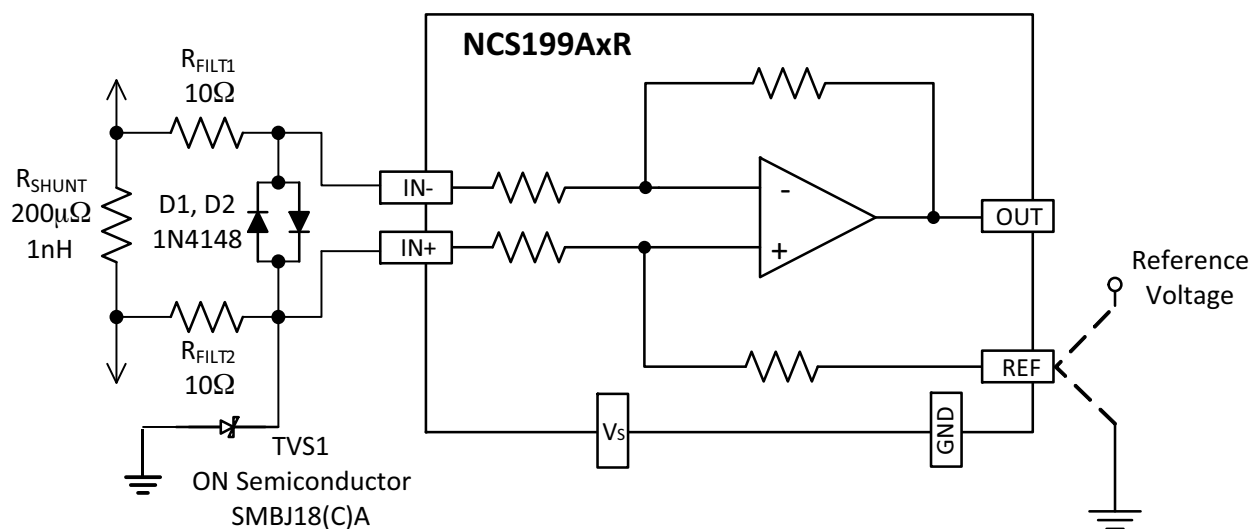 NCS199AxR
RFILT1
10Ω
RSHUNT
200μΩ
1nH
D1, D2
1N4148
IN-
IN+
-
+
OUT
Reference
Voltage
REF
RFILT2
10Ω
VS
GND
TVS1
ON Semiconductor
SMBJ18(C)A